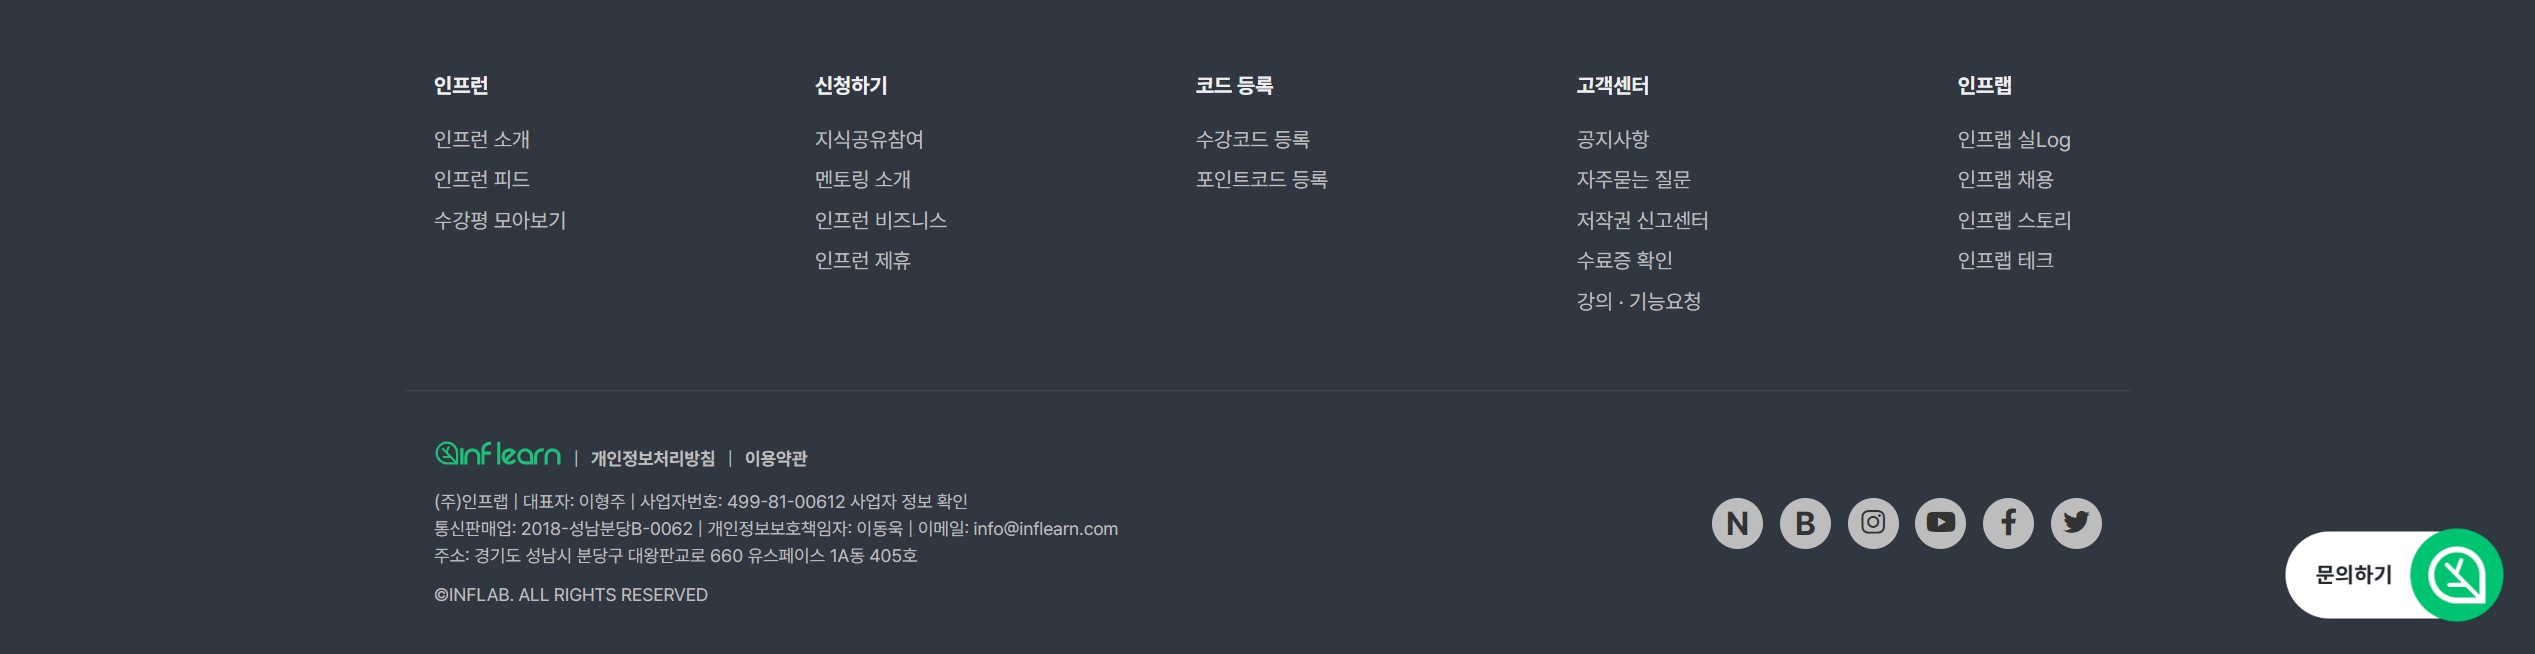 인프런
인프런 소개
인프런 피드
수강평 모아보기
신청하기
지식공유참여
멘토링 소개
인프런 비즈니스
인프런 제휴
코드 등록
수강코드 등록
포인트코드 등록
고객센터
공지사항
자주묻는 질문
저작권 신고센터
수료증 확인
강의 · 기능요청
인프랩
인프랩 실Log
인프랩 채용
인프랩 스토리
인프랩 테크
inflearn | 개인정보처리방침 | 이용약관
(주)인프랩 | 대표자: 이형주 | 사업자번호: 499-81-00612 사업자 정보 확인
통신판매업: 2018-성남분당B-0062 | 개인정보보호책임자: 이동욱 | 이메일: info@inflearn.com
주소: 경기도 성남시 분당구 대왕판교로 660 유스페이스 1A동 405호
©INFLAB. ALL RIGHTS RESERVED
N B
문의하기